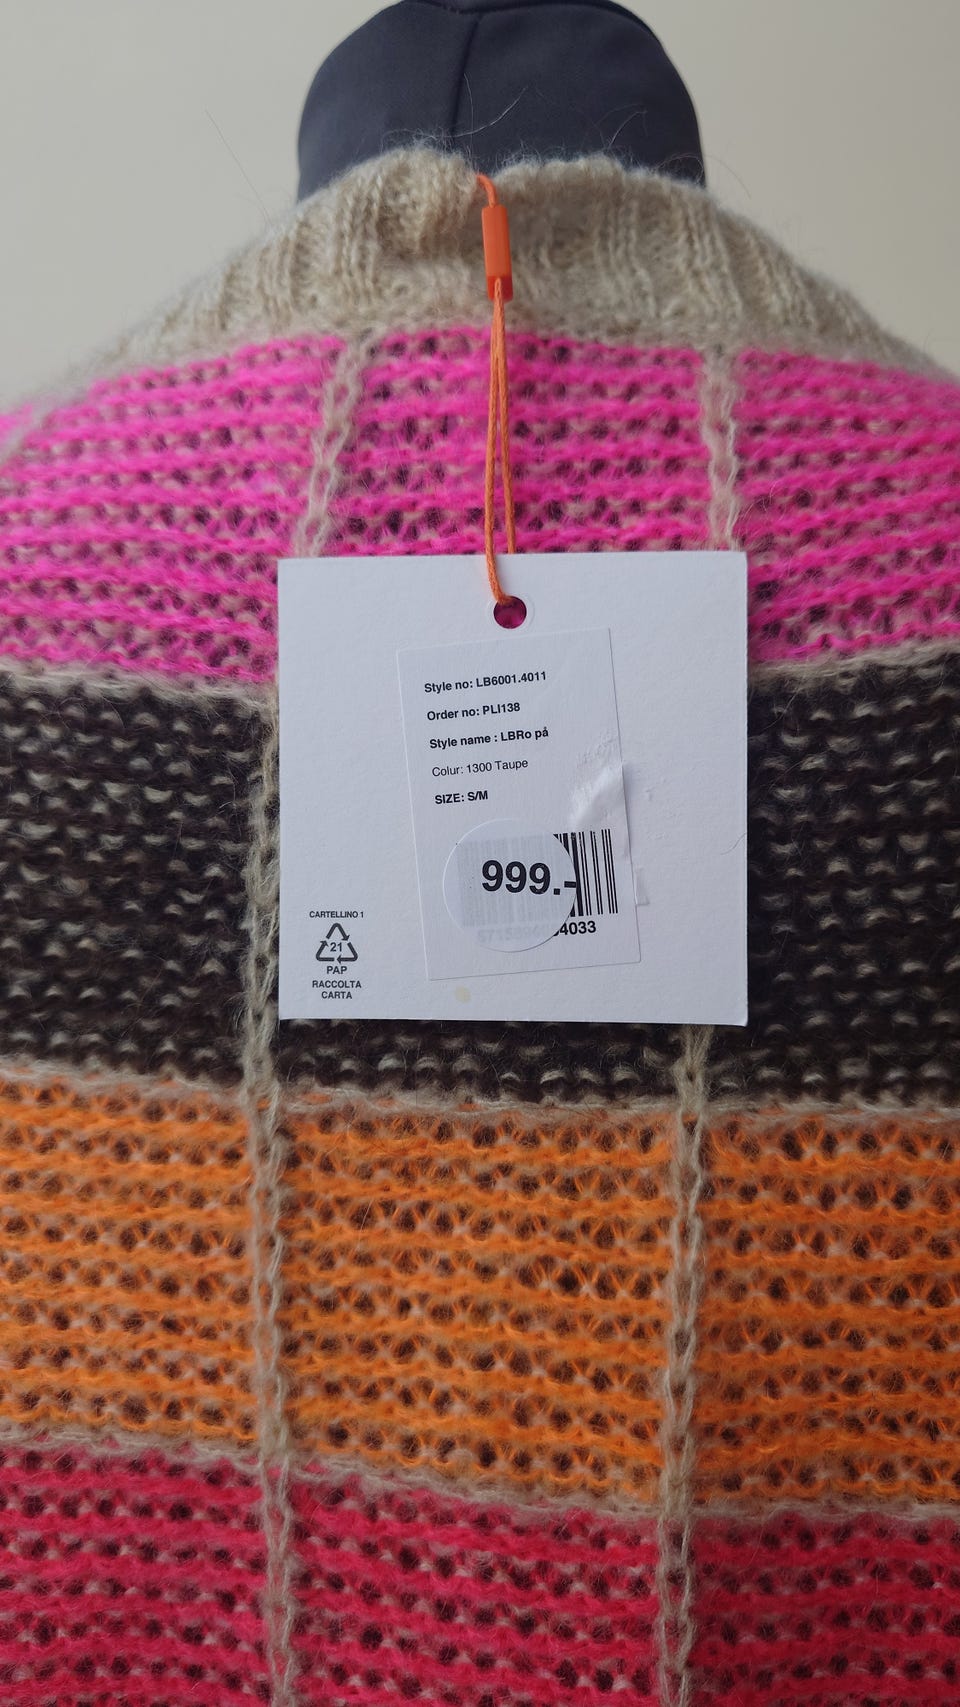 Style no: LB6001.4011
Order no: PLI138
Style name : LBRo på
Colur: 1300 Taupe
SIZE: S/M
999.-
4033
CARTELLINO 1
21
PAP
RACCOLTA
CARTA